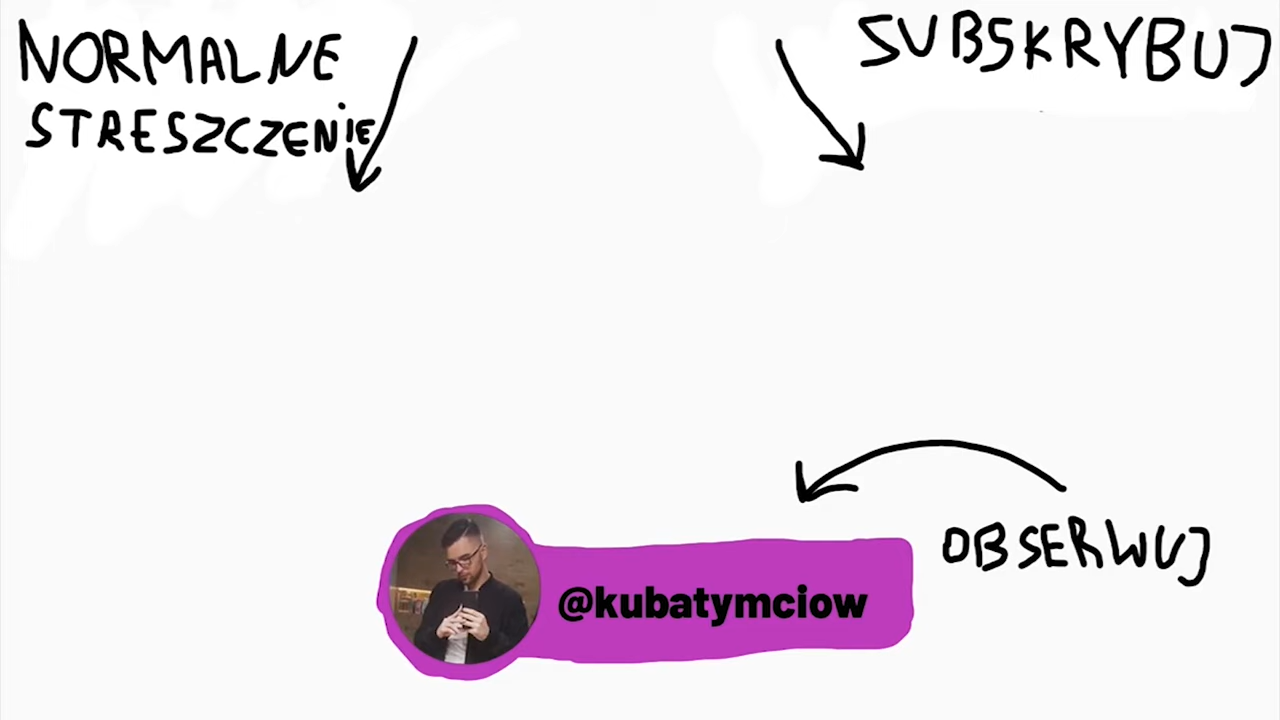 NORMALNE
STRESZCZENIE
SUBSKRYBUJ
OBSERWUJ
@kubatymciow